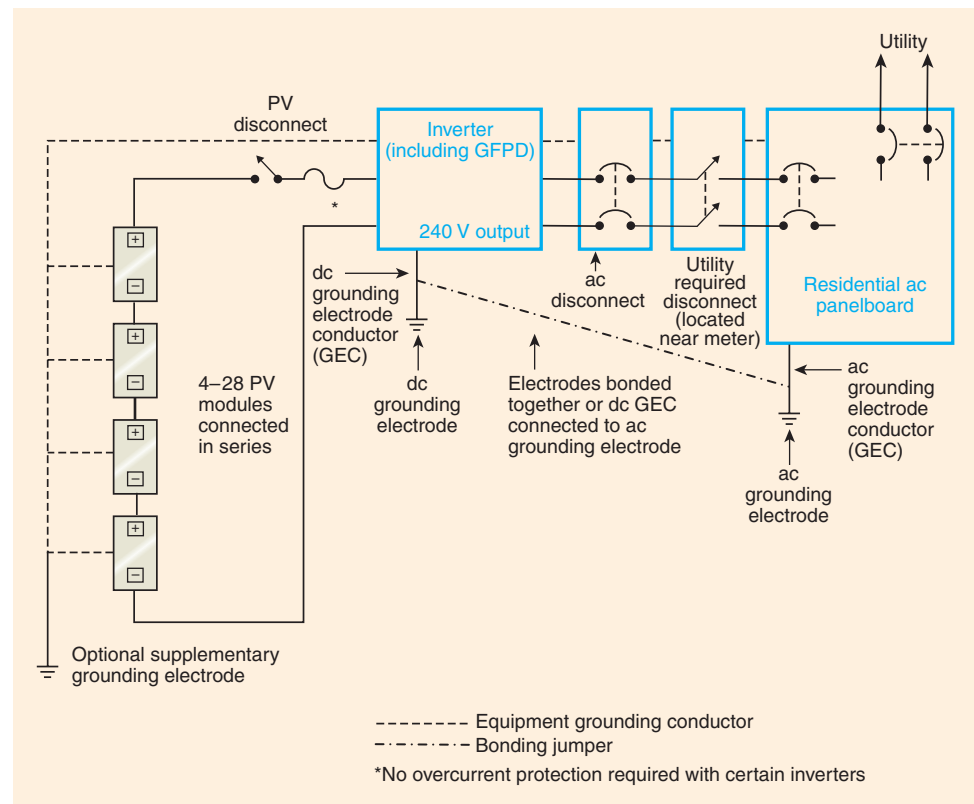 Utility
PV
disconnect
Inverter
(including GFPD)
*
240 V output
dc
grounding
electrode
conductor
(GEC)
ac
disconnect
Utility
required
disconnect
(located
near meter)
Residential ac
panelboard
+
−
+
−
+
−
+
−
4–28 PV
modules
connected
in series
dc
grounding
electrode
Electrodes bonded
together or dc GEC
connected to ac
grounding electrode
ac
grounding
electrode
conductor
(GEC)
ac
grounding
electrode
Optional supplementary
grounding electrode
Equipment grounding conductor
Bonding jumper
*No overcurrent protection required with certain inverters